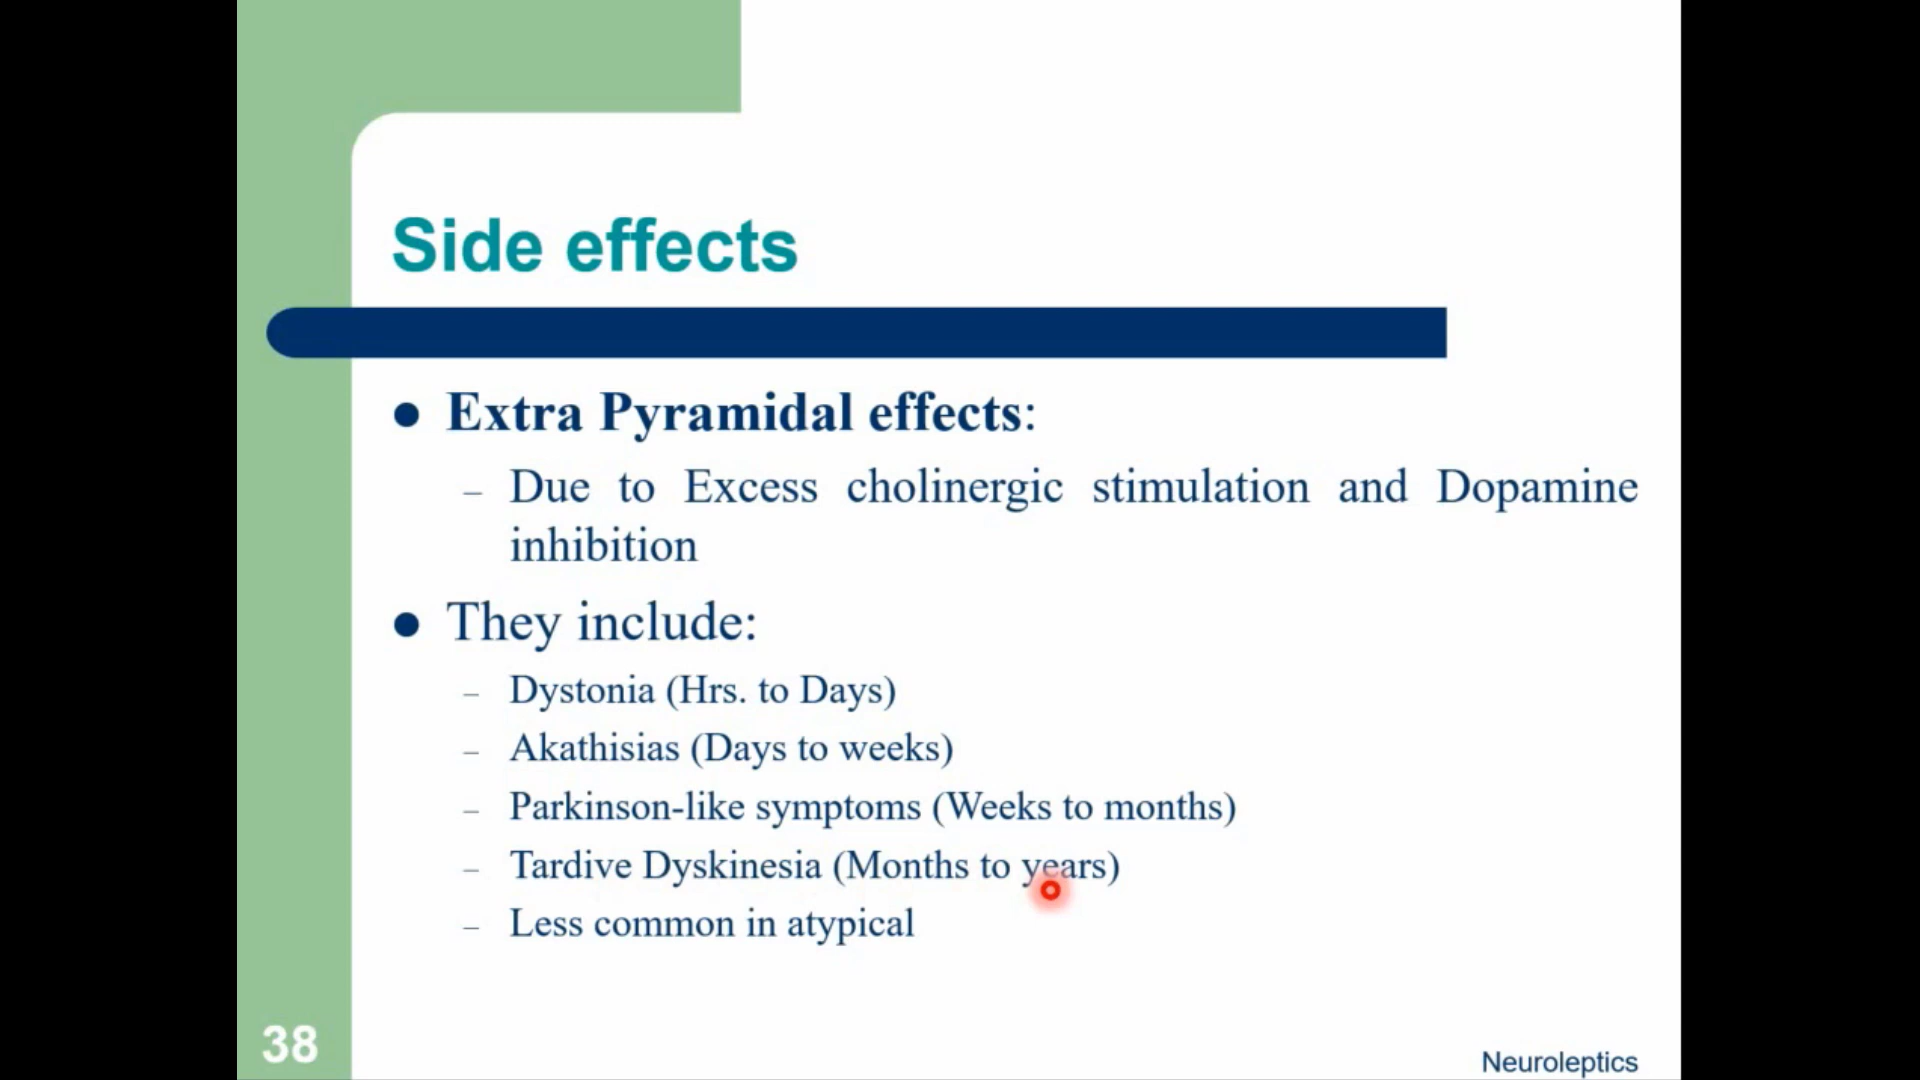 Side effects
● Extra Pyramidal effects:
– Due to Excess cholinergic stimulation and Dopamine
inhibition
● They include:
– Dystonia (Hrs. to Days)
– Akathisias (Days to weeks)
– Parkinson-like symptoms (Weeks to months)
– Tardive Dyskinesia (Months to years)
– Less common in atypical
38
Neuroleptics